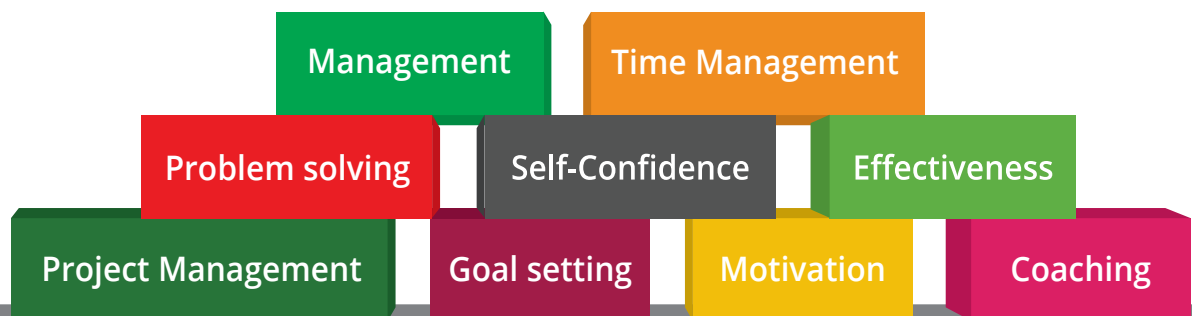 Management
Time Management
Problem solving
Self-Confidence
Effectiveness
Project Management
Goal setting
Motivation
Coaching